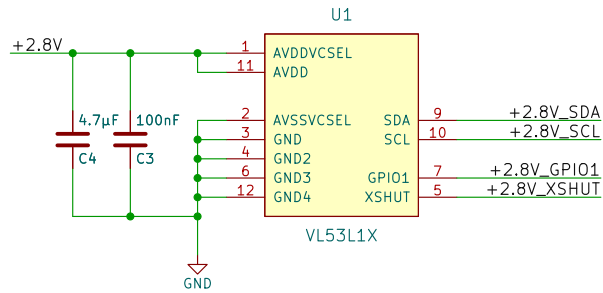 U1
+2.8V
1 AVDDVCSEL
11 AVDD
4.7µF 100nF
C4 C3
2 AVSSVCSEL SDA 9 +2.8V_SDA
3 GND SCL 10 +2.8V_SCL
4 GND2
6 GND3 GPIO1 7 +2.8V_GPIO1
12 GND4 XSHUT 5 +2.8V_XSHUT
VL53L1X
GND